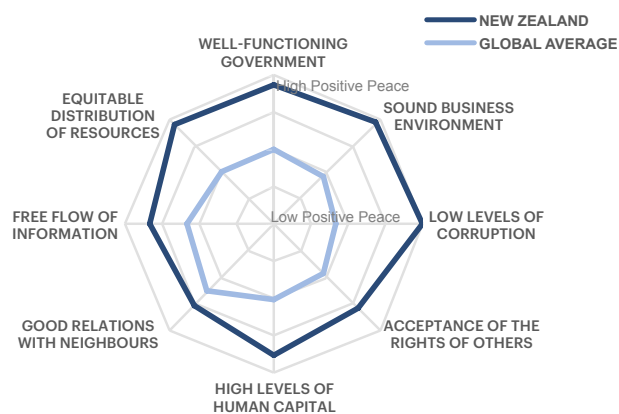 NEW ZEALAND
GLOBAL AVERAGE
WELL-FUNCTIONING
GOVERNMENT
High Positive Peace
EQUITABLE
DISTRIBUTION
OF RESOURCES
SOUND BUSINESS
ENVIRONMENT
FREE FLOW OF
INFORMATION
Low Positive Peace
LOW LEVELS OF
CORRUPTION
GOOD RELATIONS
WITH NEIGHBOURS
ACCEPTANCE OF THE
RIGHTS OF OTHERS
HIGH LEVELS OF
HUMAN CAPITAL